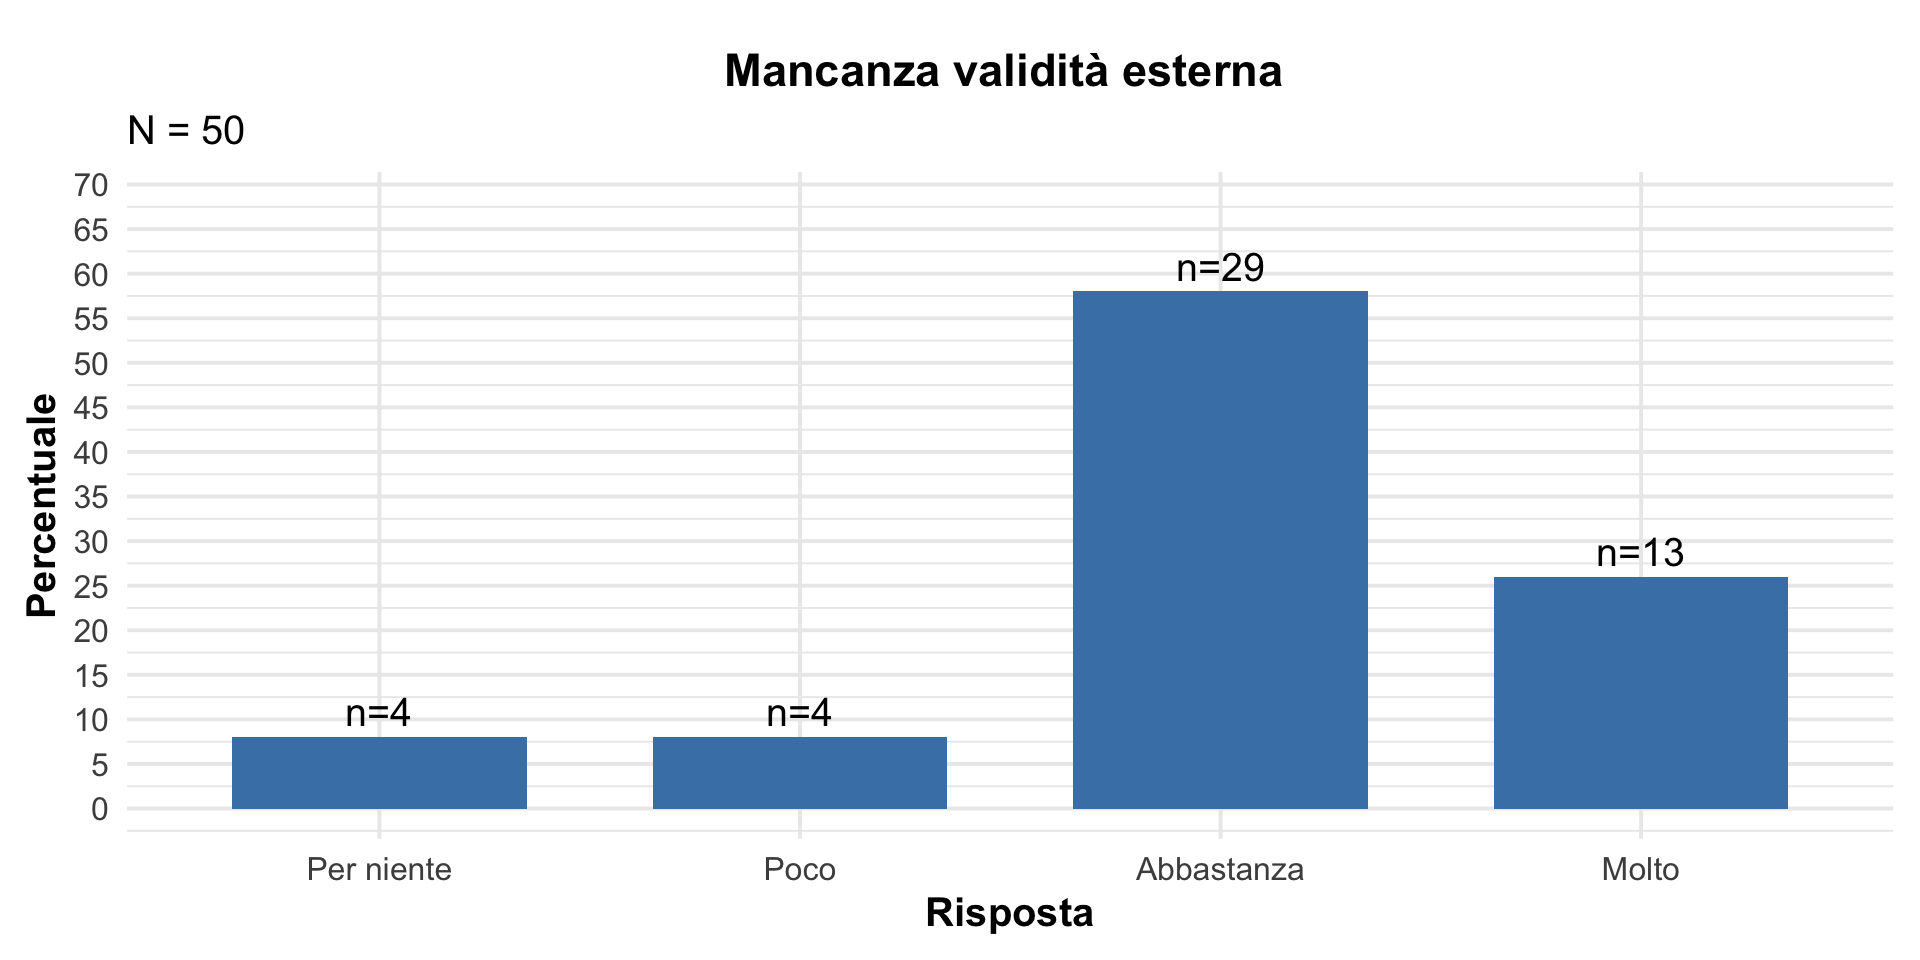 Mancanza validità esterna
N = 50
70
65
60
55
50
45
40
35
30
25
20
15
10
5
0
Percentuale
n=4
n=4
n=29
n=13
Per niente
Poco
Abbastanza
Molto
Risposta